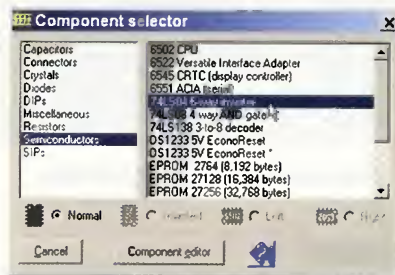 Component selector
Capacitors
Connectors
Crystals
Diodes
DIPs
Miscellaneous
Resistors
Semiconductors
SIPs
6502 CPU
6522 Versatile Interface Adapter
6545 CRTC (display controller)
6551 ACIA (serial)
74LS04 6-way inverter
74LS08 4 way AND gate
74LS138 3-to-8 decoder
DS1233 5V EconoReset
DS1233 5V EconoReset *
EPROM 2764 (8,192 bytes)
EPROM 27128 (16,384 bytes)
EPROM 27256 (32,768 bytes)
Normal
Cancel
Component editor
?